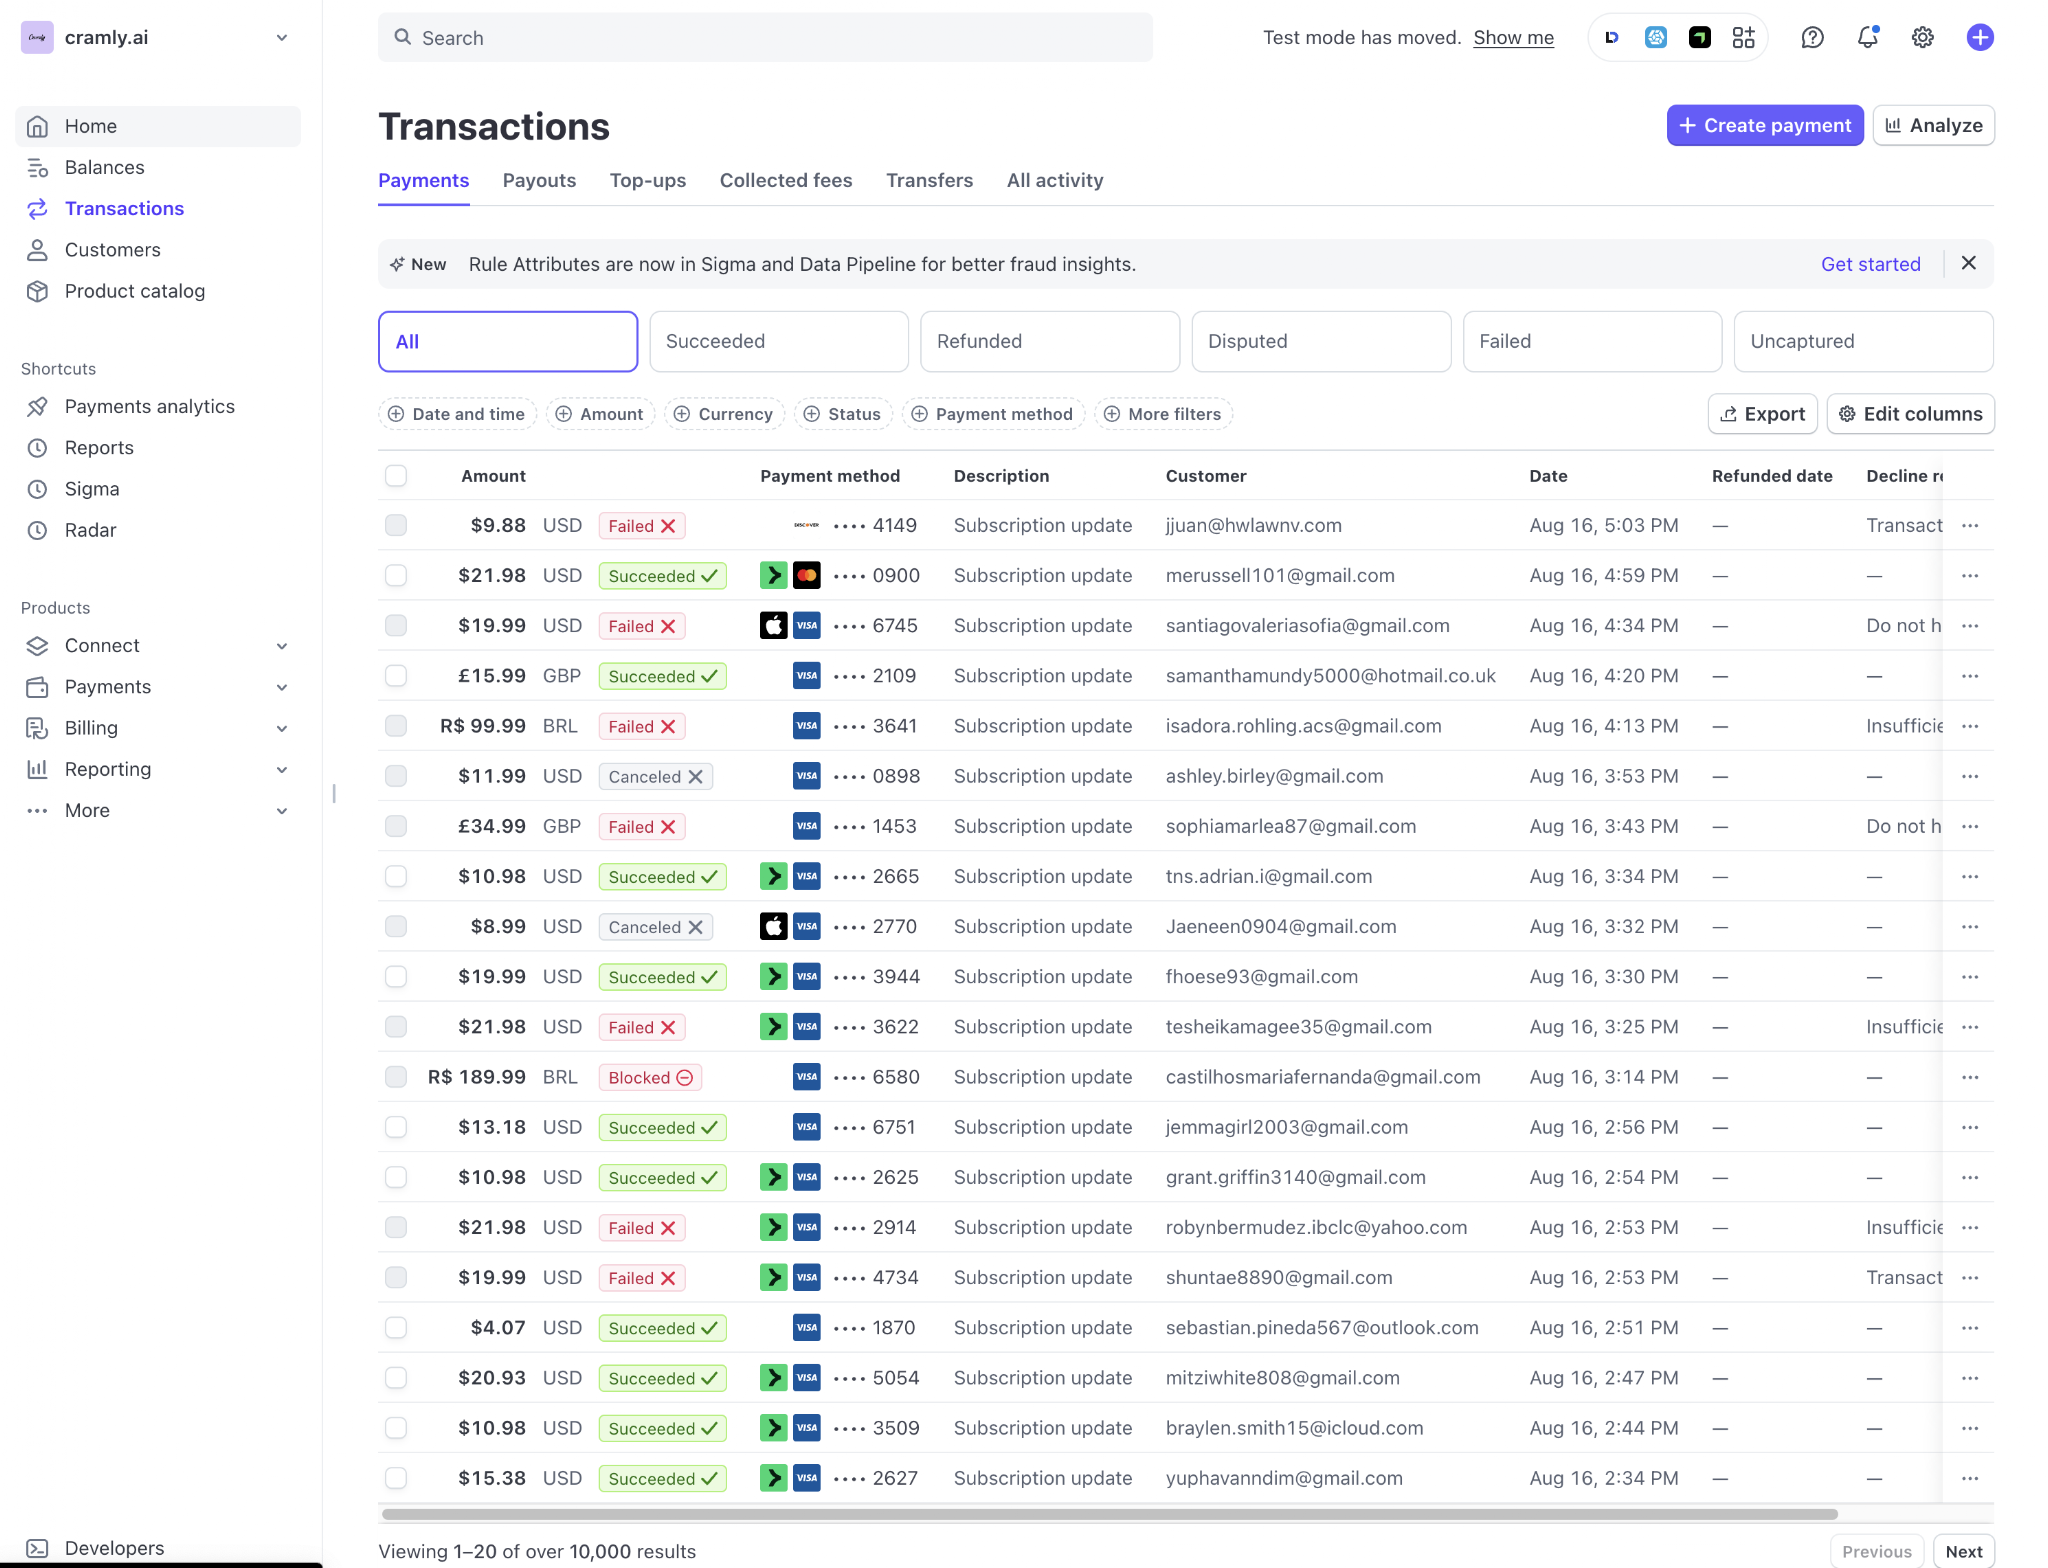 cramly.ai
Search
Test mode has moved. Show me
Home
Balances
Transactions
Customers
Product catalog
Shortcuts
Payments analytics
Reports
Sigma
Radar
Products
Connect
Payments
Billing
Reporting
More
Developers
Transactions
Create payment
Analyze
Payments Payouts Top-ups Collected fees Transfers All activity
New Rule Attributes are now in Sigma and Data Pipeline for better fraud insights. Get started
All Succeeded Refunded Disputed Failed Uncaptured
Date and time Amount Currency Status Payment method More filters Export Edit columns
Amount Payment method Description Customer Date Refunded date Decline re
$9.88 USD Failed DISCOVER •••• 4149 Subscription update jjuan@hwlawnv.com Aug 16, 5:03 PM — Transact ···
$21.98 USD Succeeded •••• 0900 Subscription update merussell101@gmail.com Aug 16, 4:59 PM — — ···
$19.99 USD Failed VISA •••• 6745 Subscription update santiagovaleriasofia@gmail.com Aug 16, 4:34 PM — Do not h ···
£15.99 GBP Succeeded VISA •••• 2109 Subscription update samanthamundy5000@hotmail.co.uk Aug 16, 4:20 PM — — ···
R$ 99.99 BRL Failed VISA •••• 3641 Subscription update isadora.rohling.acs@gmail.com Aug 16, 4:13 PM — Insufficie ···
$11.99 USD Canceled VISA •••• 0898 Subscription update ashley.birley@gmail.com Aug 16, 3:53 PM — — ···
£34.99 GBP Failed VISA •••• 1453 Subscription update sophiamarlea87@gmail.com Aug 16, 3:43 PM — Do not h ···
$10.98 USD Succeeded VISA •••• 2665 Subscription update tns.adrian.i@gmail.com Aug 16, 3:34 PM — — ···
$8.99 USD Canceled VISA •••• 2770 Subscription update Jaeneen0904@gmail.com Aug 16, 3:32 PM — — ···
$19.99 USD Succeeded VISA •••• 3944 Subscription update fhoese93@gmail.com Aug 16, 3:30 PM — — ···
$21.98 USD Failed VISA •••• 3622 Subscription update tesheikamagee35@gmail.com Aug 16, 3:25 PM — Insufficie ···
R$ 189.99 BRL Blocked VISA •••• 6580 Subscription update castilhosmariafernanda@gmail.com Aug 16, 3:14 PM — — ···
$13.18 USD Succeeded VISA •••• 6751 Subscription update jemmagirl2003@gmail.com Aug 16, 2:56 PM — — ···
$10.98 USD Succeeded VISA •••• 2625 Subscription update grant.griffin3140@gmail.com Aug 16, 2:54 PM — — ···
$21.98 USD Failed VISA •••• 2914 Subscription update robynbermudez.ibclc@yahoo.com Aug 16, 2:53 PM — Insufficie ···
$19.99 USD Failed VISA •••• 4734 Subscription update shuntae8890@gmail.com Aug 16, 2:53 PM — Transact ···
$4.07 USD Succeeded VISA •••• 1870 Subscription update sebastian.pineda567@outlook.com Aug 16, 2:51 PM — — ···
$20.93 USD Succeeded VISA •••• 5054 Subscription update mitziwhite808@gmail.com Aug 16, 2:47 PM — — ···
$10.98 USD Succeeded VISA •••• 3509 Subscription update braylen.smith15@icloud.com Aug 16, 2:44 PM — — ···
$15.38 USD Succeeded VISA •••• 2627 Subscription update yuphavanndim@gmail.com Aug 16, 2:34 PM — — ···
Viewing 1–20 of over 10,000 results Previous Next